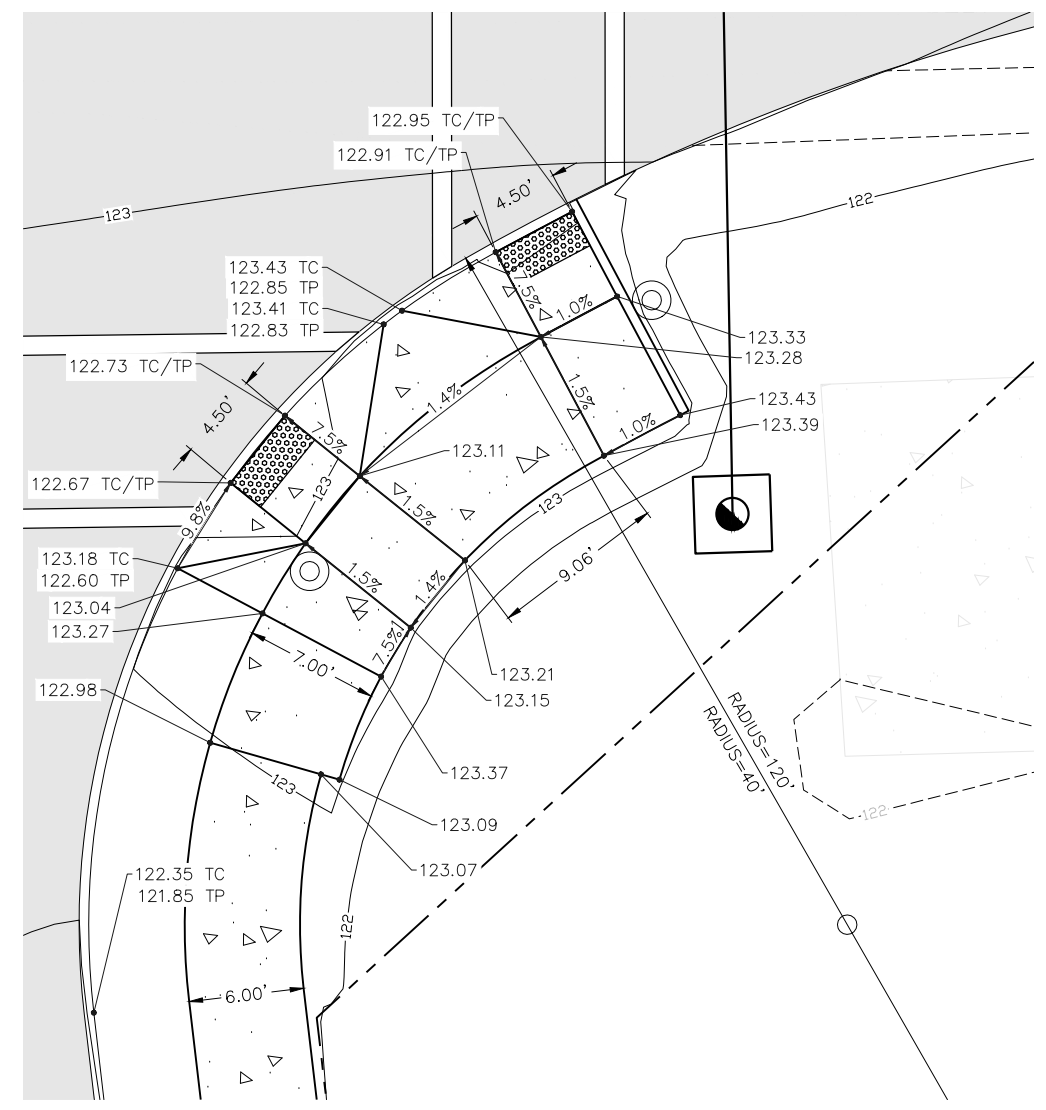 122.95 TC/TP
122.91 TC/TP
4.50'
123
122
123.43 TC
122.85 TP
123.41 TC
122.83 TP
7.5%
1.0%
123.33
123.28
122.73 TC/TP
4.50'
1.4%
1.5%
123.43
1.0%
123.39
7.5%
123.11
122.67 TC/TP
123
1.5%
123
9.8%
9.06'
123.18 TC
122.60 TP
1.5%
1.4%
123.04
123.27
7.5%
7.00'
123.21
122.98
123.15
RADIUS=120'
RADIUS=40'
123.37
123
122
123.09
123.07
122.35 TC
121.85 TP
122
6.00'